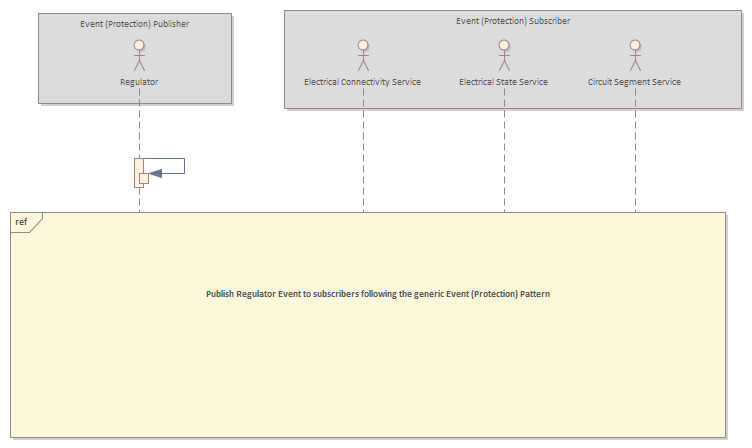 Event (Protection) Publisher
Regulator
Event (Protection) Subscriber
Electrical Connectivity Service
Electrical State Service
Circuit Segment Service
ref
Publish Regulator Event to subscribers following the generic Event (Protection) Pattern